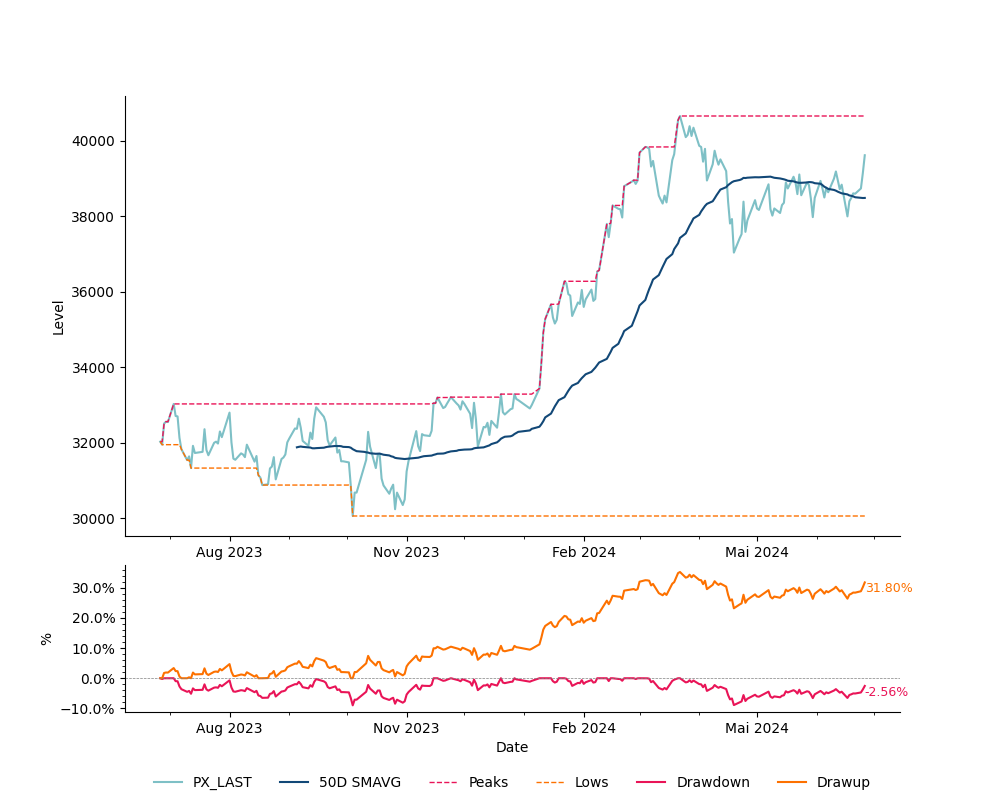 40000
38000
36000
34000
32000
30000
Level
Aug 2023 Nov 2023 Feb 2024 Mai 2024
30.0%
20.0%
10.0%
0.0%
−10.0%
%
31.80%
-2.56%
Aug 2023 Nov 2023 Feb 2024 Mai 2024
Date
PX_LAST 50D SMAVG Peaks Lows Drawdown Drawup